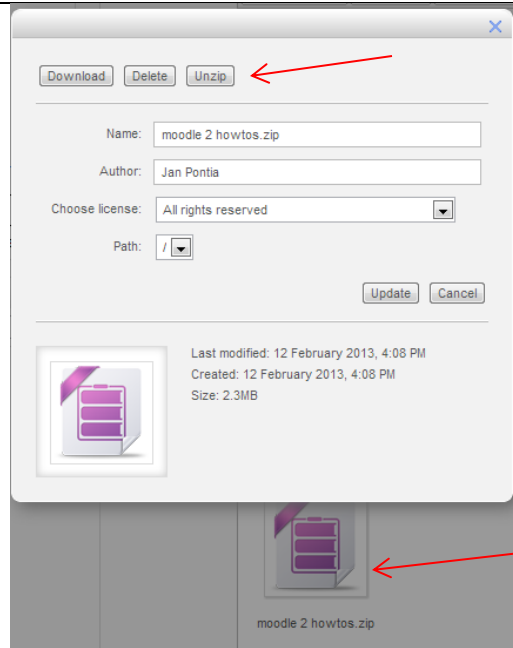 Download Delete Unzip
Name: moodle 2 howtos.zip
Author: Jan Pontia
Choose license: All rights reserved
Path: /
Update Cancel
Last modified: 12 February 2013, 4:08 PM
Created: 12 February 2013, 4:08 PM
Size: 2.3MB
moodle 2 howtos.zip